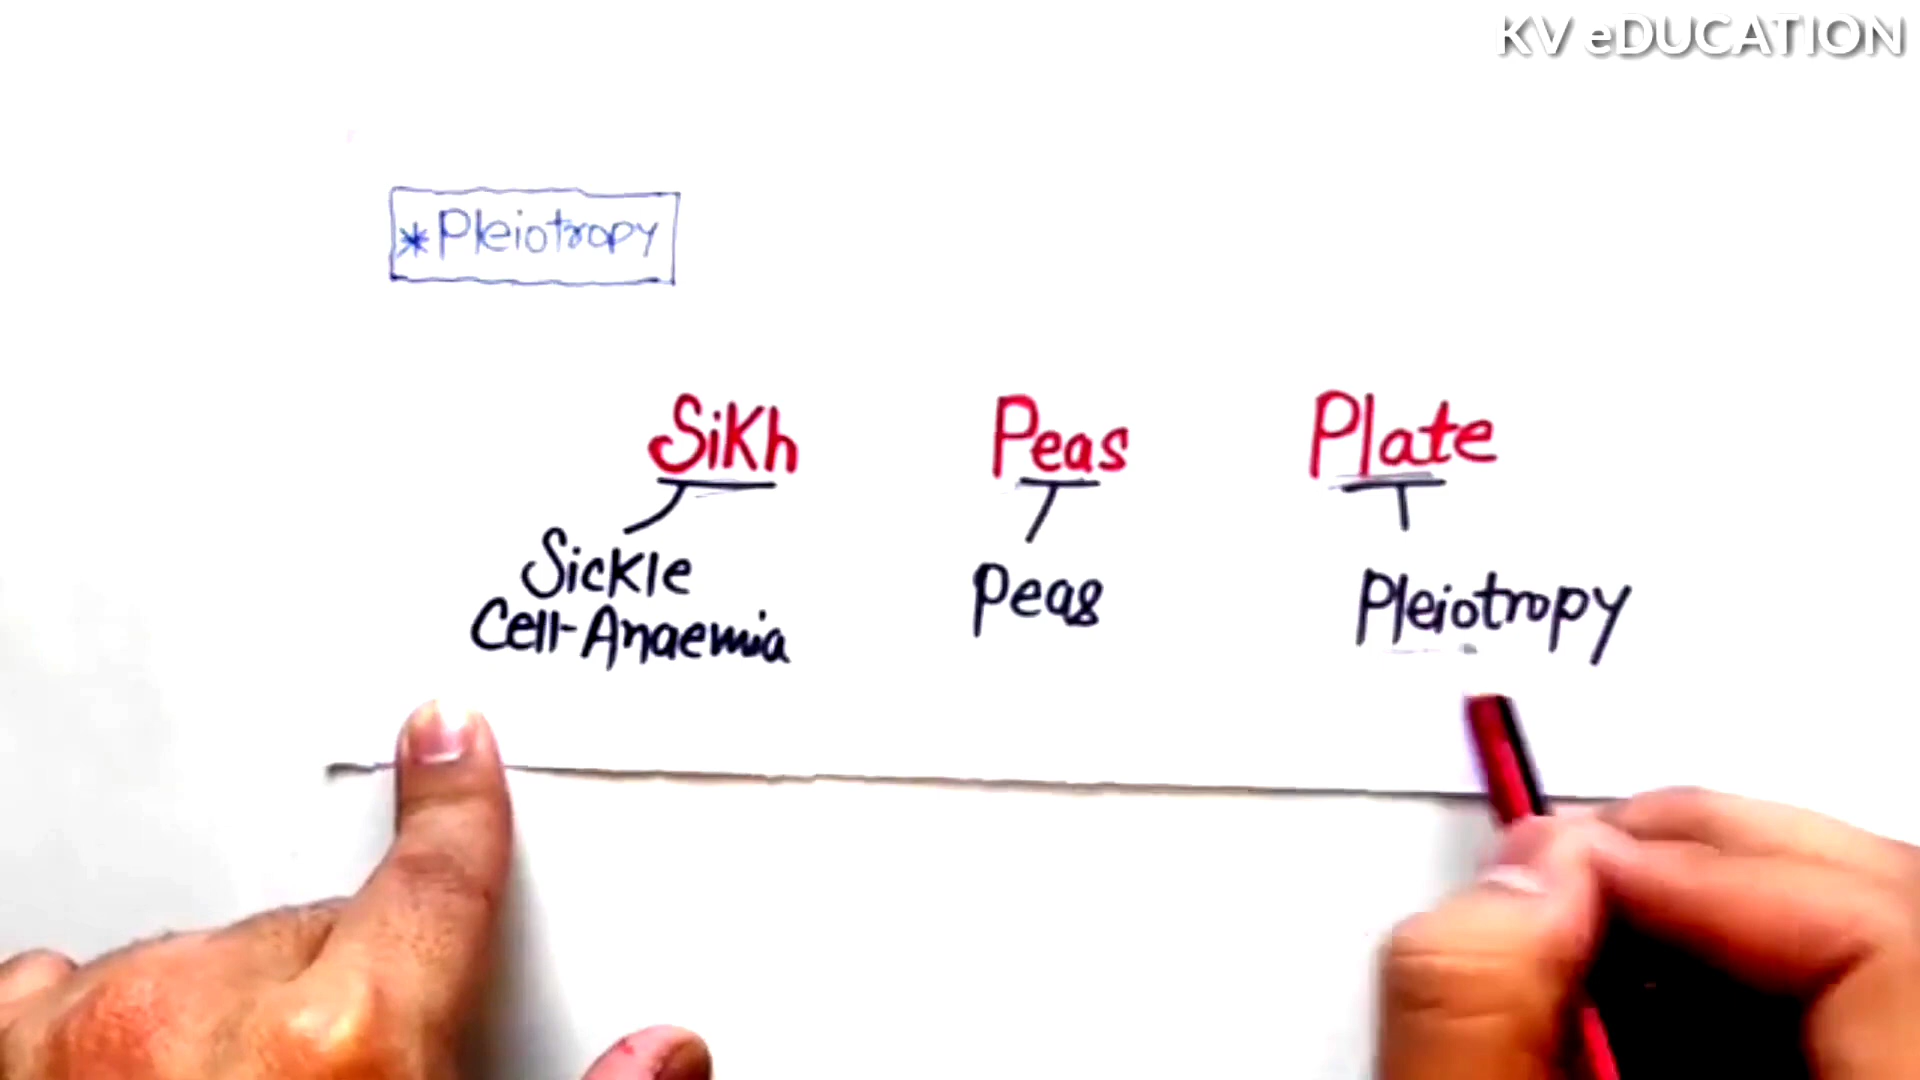 KV eDUCATION
*Pleiotropy
Sikh Peas Plate
Sickle
Cell-Anaemia
Peas
Pleiotropy